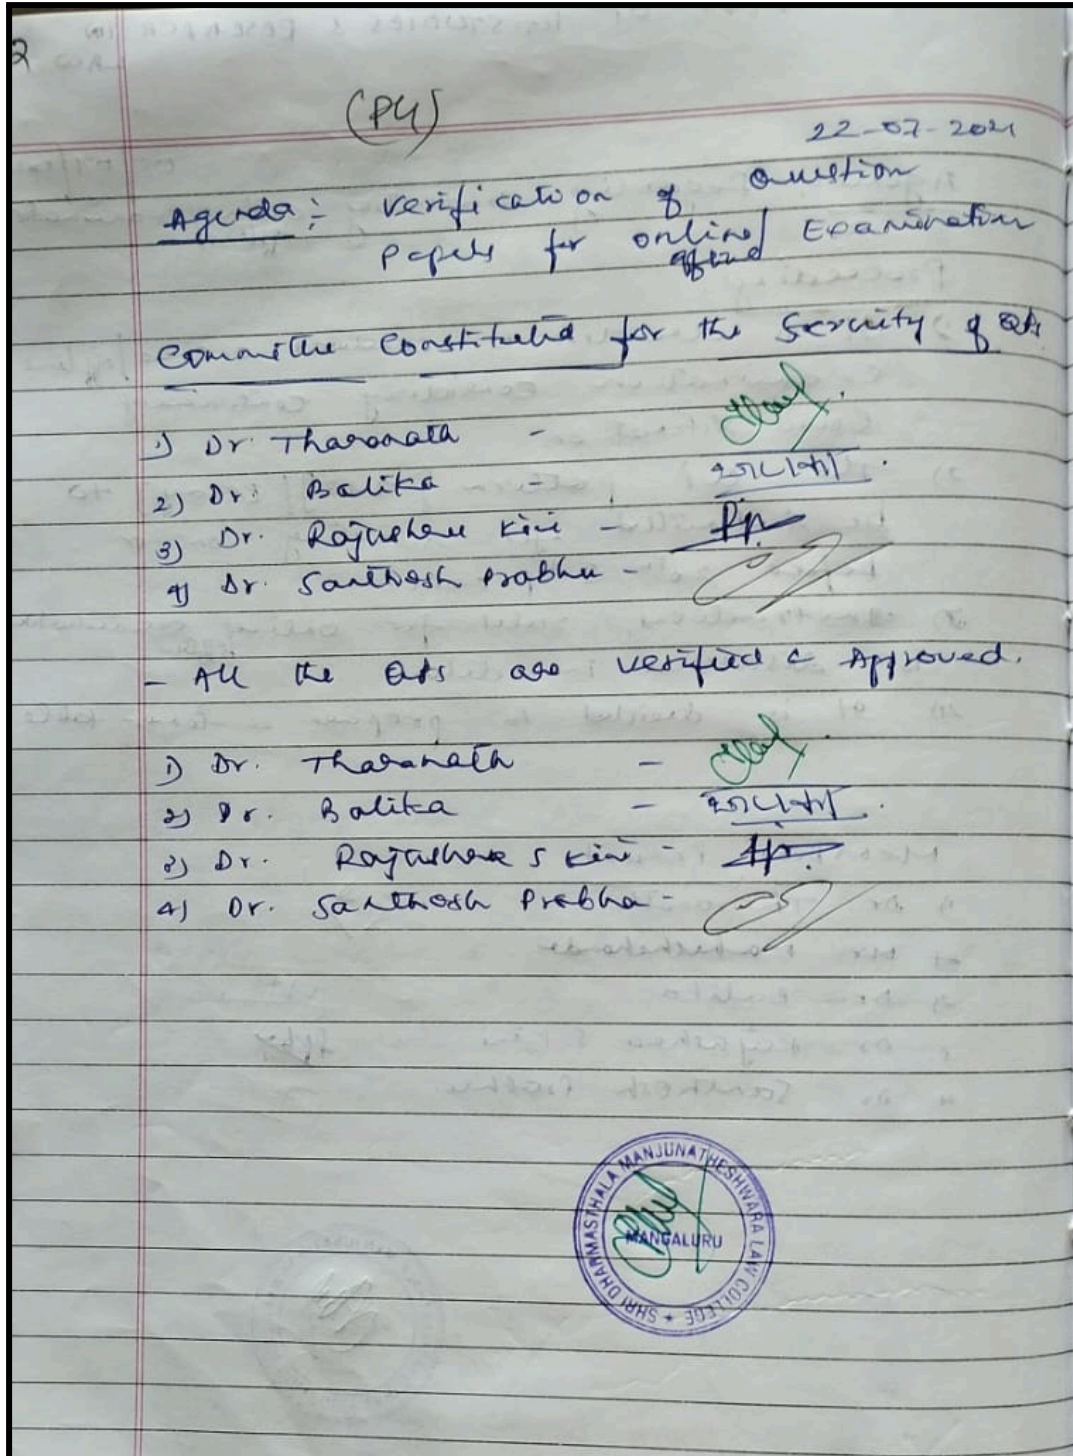 2
(P4)
22-07-2021
Agenda :- Verification of Question
Papers for online/ Examination
offline
Committee Constituted for the Scrcuity of QPs
1) Dr. Tharanath -
2) Dr. Balika -
3) Dr. Rajashree Kini -
4) Dr. Santhosh Prabhu -
- All the QPs are verified & Approved.
1) Dr. Tharanath -
2) Dr. Balika -
3) Dr. Rajashree S Kini -
4) Dr. Santhosh Prabhu -
SHRI DHARMASTHALA MANJUNATHESHWARA LAW COLLEGE
MANGALURU